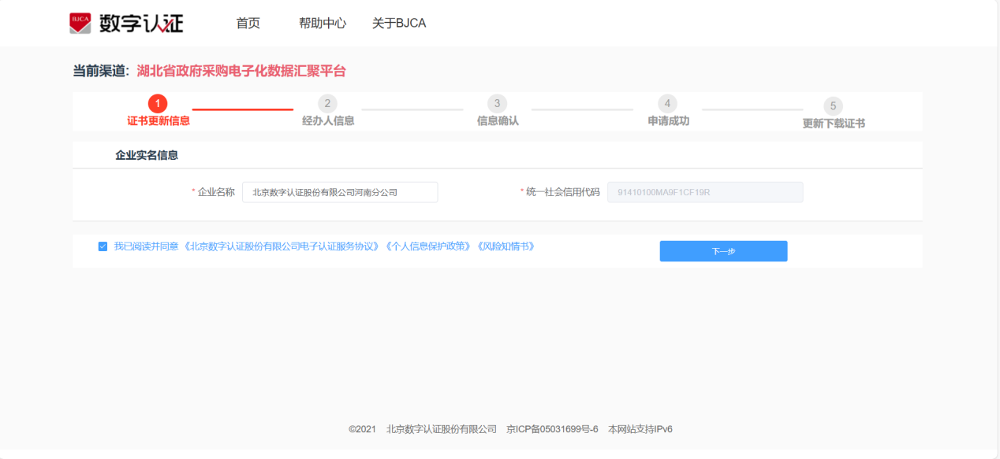 BJCA 数字认证 首页 帮助中心 关于BJCA
当前渠道: 湖北省政府采购电子化数据汇聚平台
1 2 3 4 5
证书更新信息 经办人信息 信息确认 申请成功 更新下载证书
企业实名信息
* 企业名称 北京数字认证股份有限公司河南分公司 * 统一社会信用代码 91410100MA9F1CF19R
我已阅读并同意 《北京数字认证股份有限公司电子认证服务协议》 《个人信息保护政策》 《风险知情书》 下一步
©2021 北京数字认证股份有限公司 京ICP备05031699号-6 本网站支持IPv6